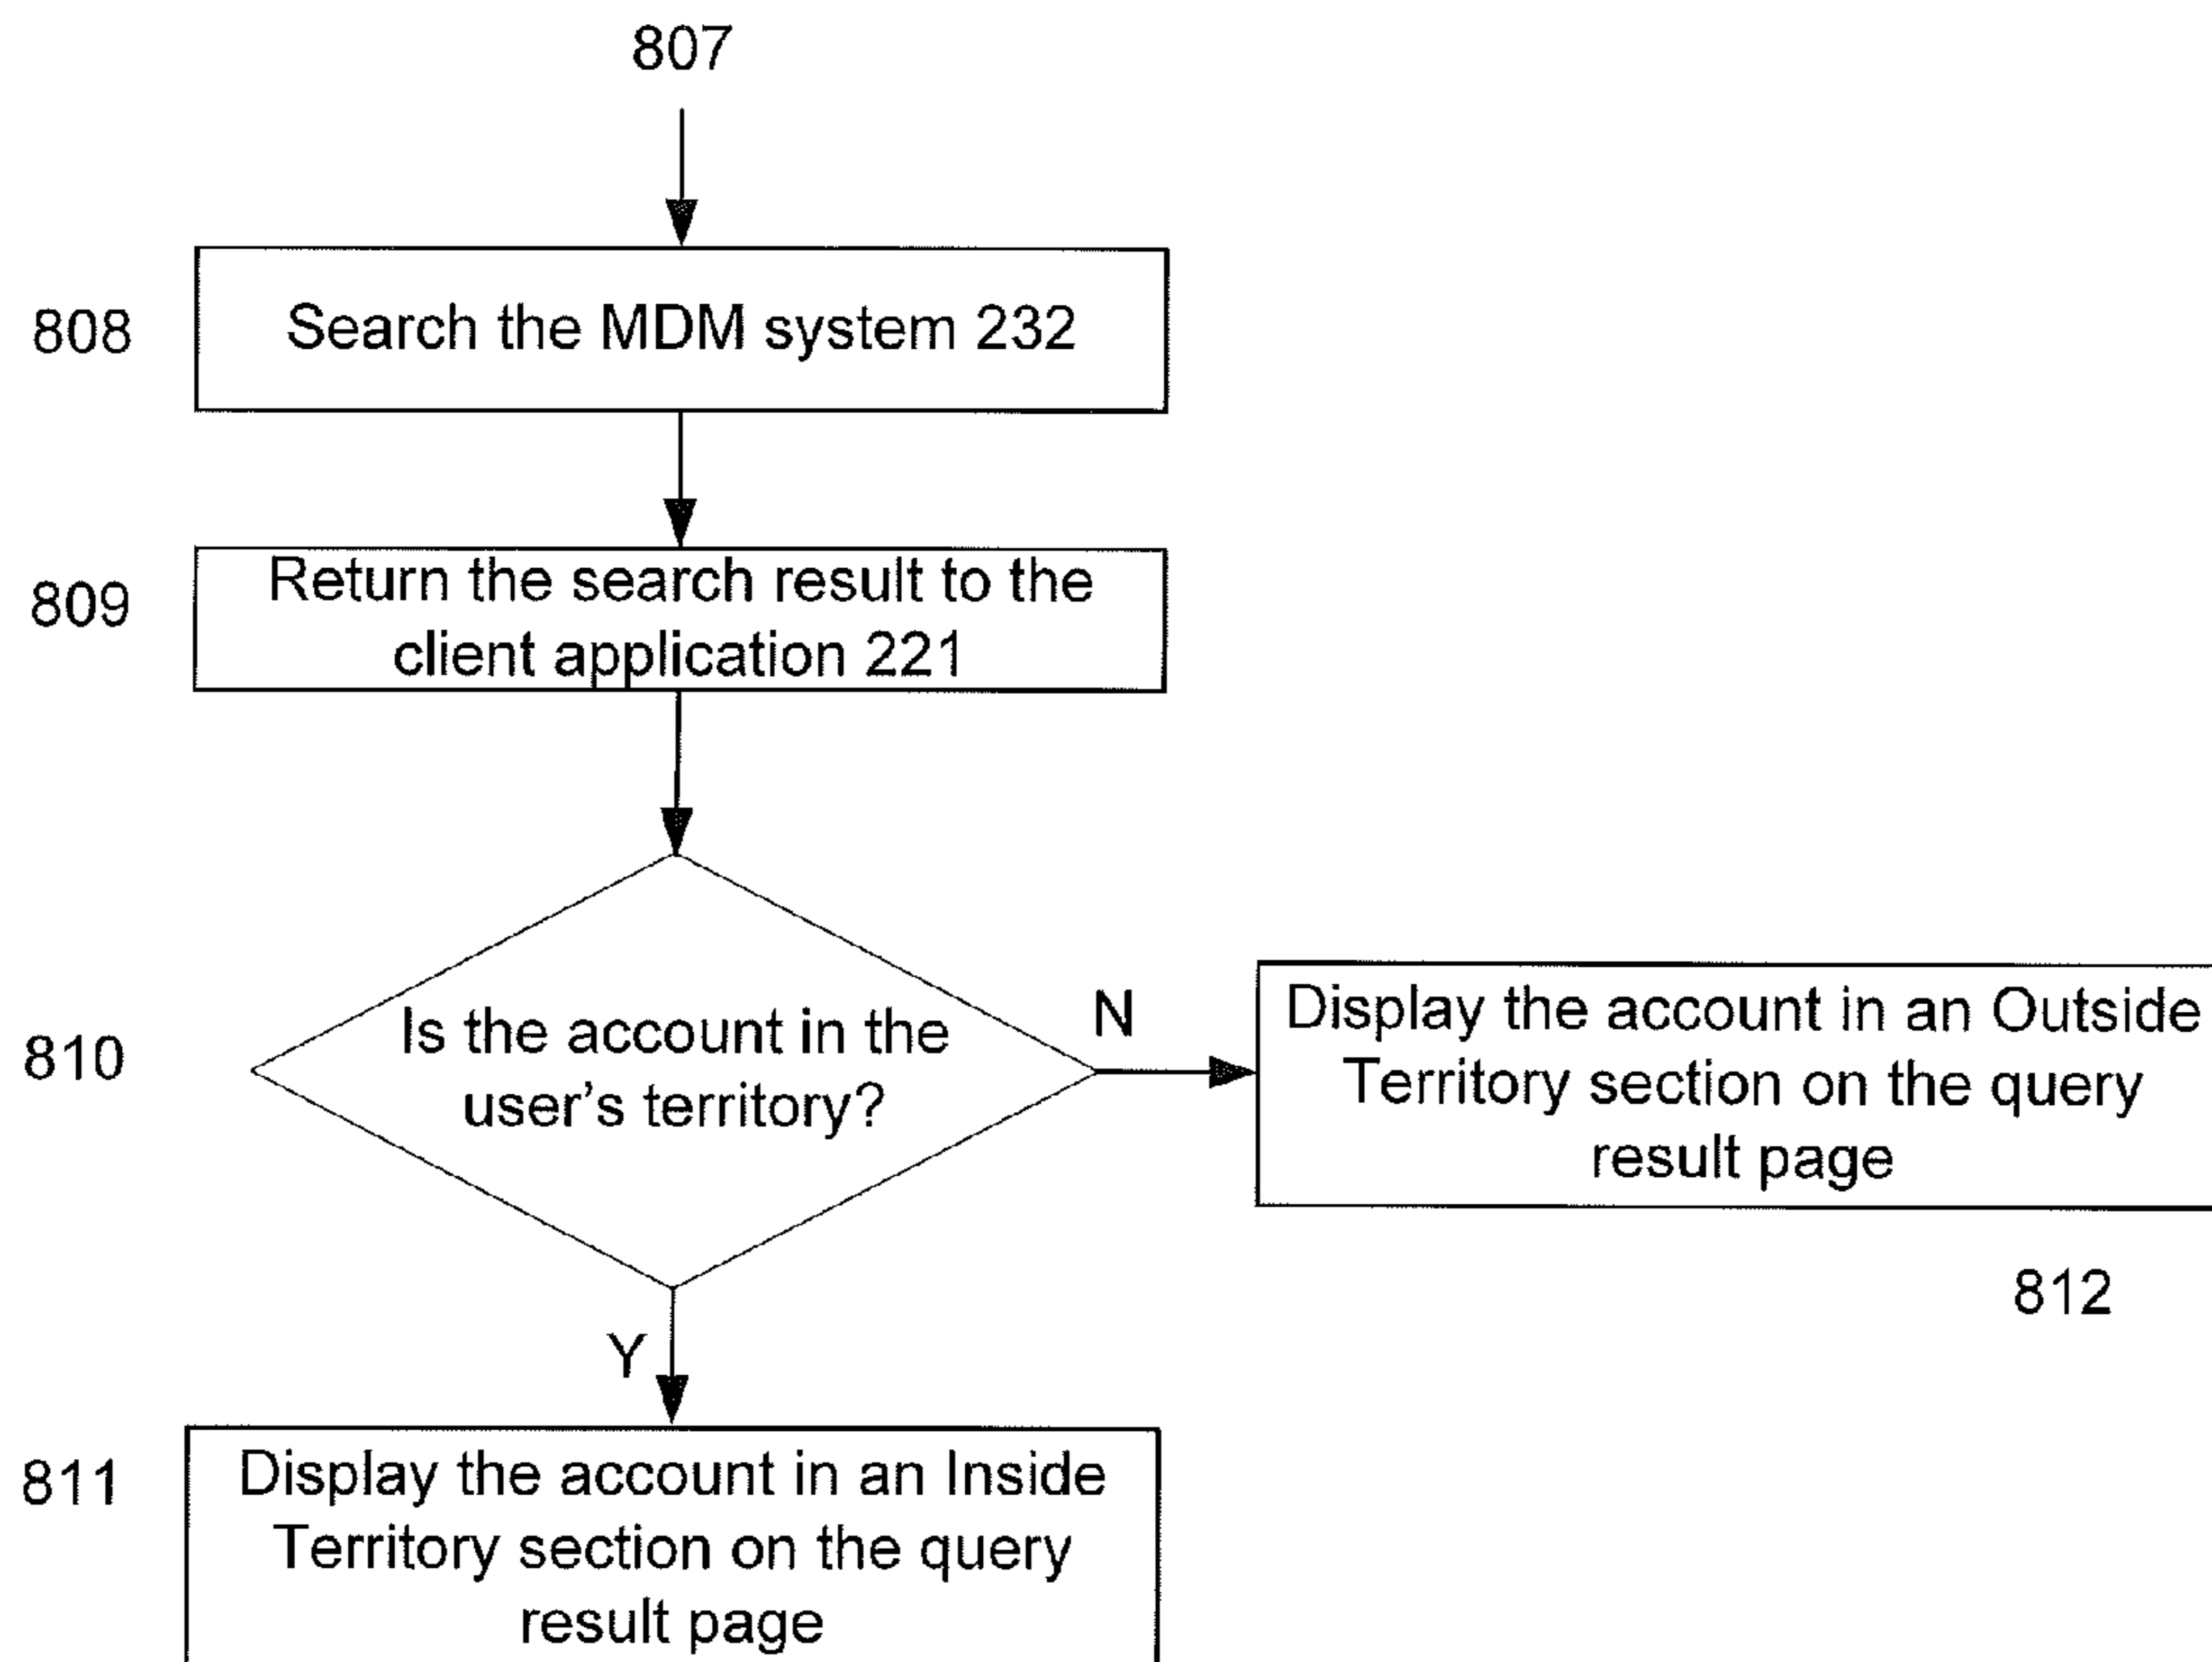 807
808
Search the MDM system 232
809
Return the search result to the
client application 221
810
Is the account in the
user's territory?
N
Display the account in an Outside
Territory section on the query
result page
812
Y
811
Display the account in an Inside
Territory section on the query
result page